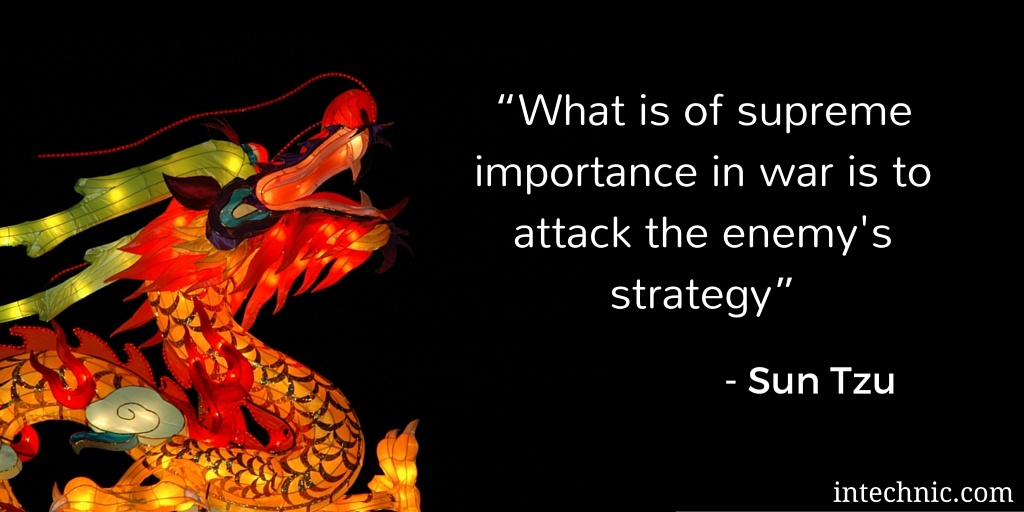 “What is of supreme
importance in war is to
attack the enemy's
strategy”
- Sun Tzu
intechnic.com